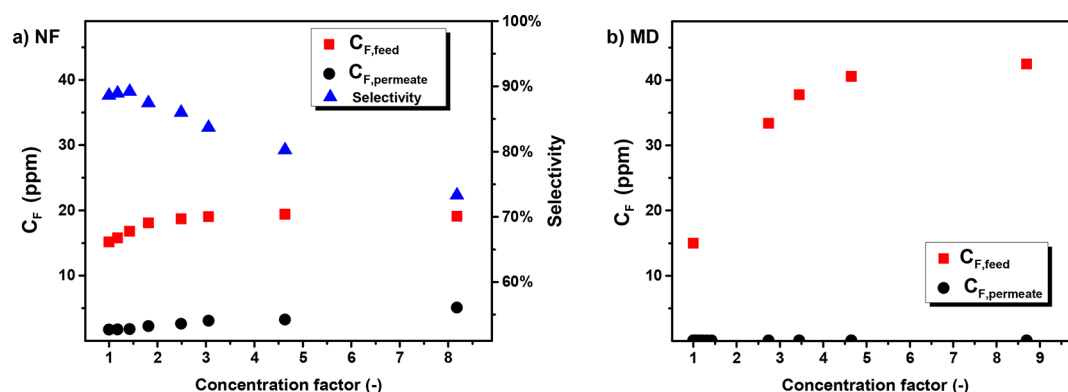 a) NF
C_F,feed
C_F,permeate
Selectivity
40
30
20
10
C_F (ppm)
100%
90%
80%
70%
60%
Selectivity
1 2 3 4 5 6 7 8
Concentration factor (-)
b) MD
40
30
20
10
C_F (ppm)
C_F,feed
C_F,permeate
1 2 3 4 5 6 7 8 9
Concentration factor (-)